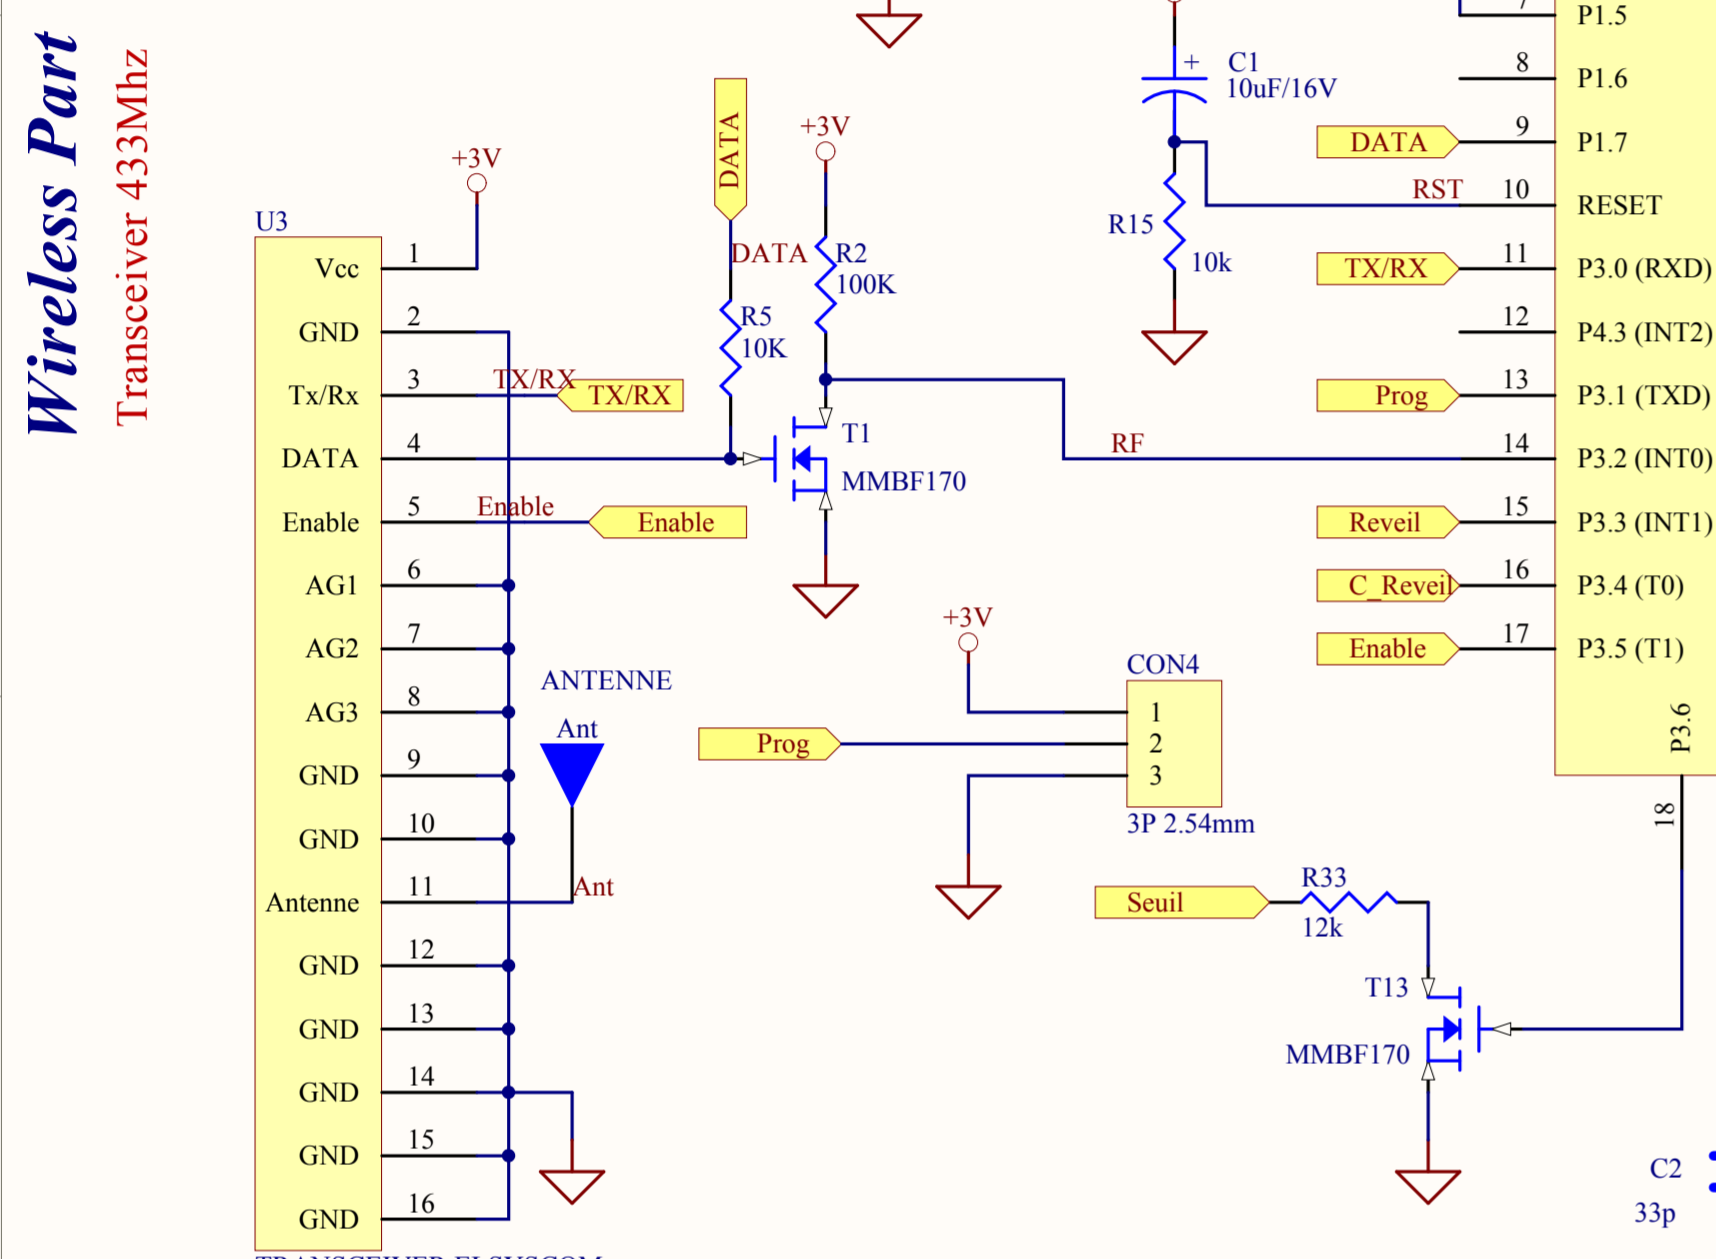 Wireless Part
Transceiver 433Mhz
U3
+3V
Vcc 1
GND 2
Tx/Rx 3
TX/RX
TX/RX
DATA 4
Enable 5
Enable
Enable
AG1 6
AG2 7
AG3 8
GND 9
GND 10
Antenne 11
GND 12
GND 13
GND 14
GND 15
GND 16
ANTENNE
Ant
Ant
DATA
DATA
R5
10K
+3V
R2
100K
T1
MMBF170
RF
+
C1
10uF/16V
R15
10k
RST
+3V
CON4
1
2
3
3P 2.54mm
Prog
Seuil
R33
12k
T13
MMBF170
P1.5
8 P1.6
DATA 9 P1.7
10 RESET
TX/RX 11 P3.0 (RXD)
12 P4.3 (INT2)
Prog 13 P3.1 (TXD)
14 P3.2 (INT0)
Reveil 15 P3.3 (INT1)
C_Reveil 16 P3.4 (T0)
Enable 17 P3.5 (T1)
P3.6
18
C2
33p